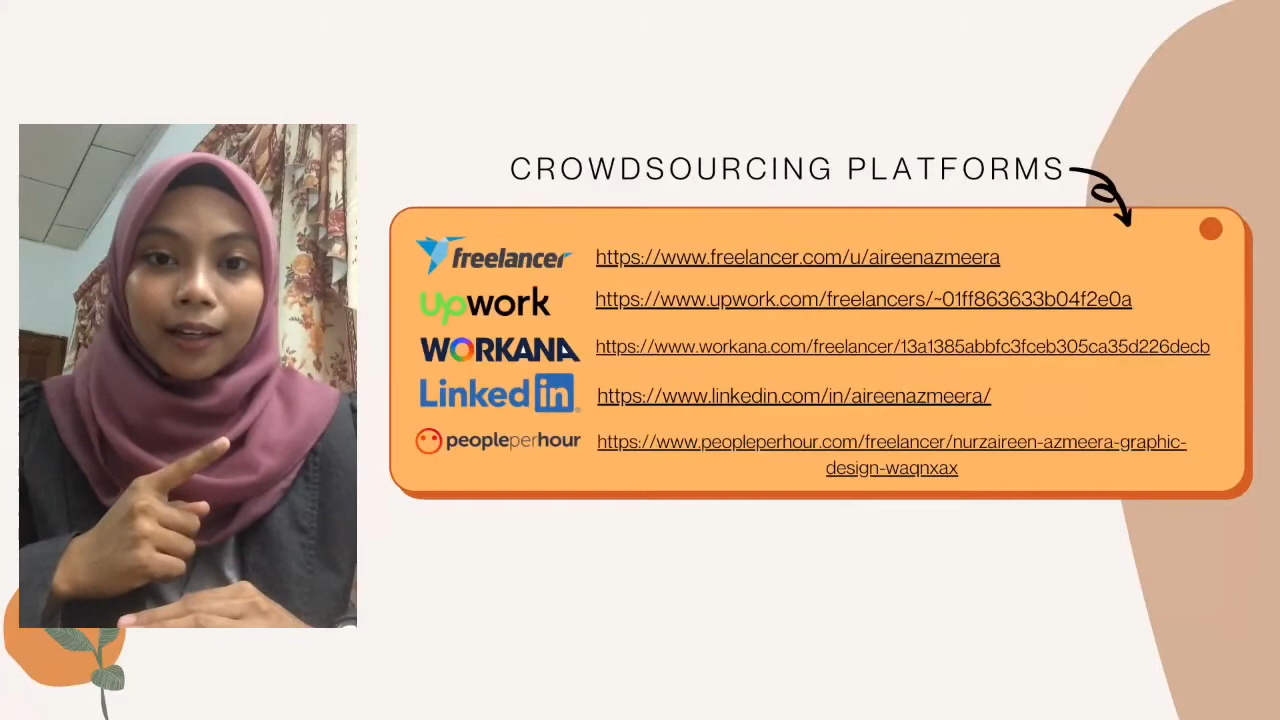 CROWDSOURCING PLATFORMS
freelancer https://www.freelancer.com/u/aireenazmeera
upwork https://www.upwork.com/freelancers/~01ff863633b04f2e0a
WORKANA https://www.workana.com/freelancer/13a1385abbfc3fceb305ca35d226decb
Linkedin https://www.linkedin.com/in/aireenazmeera/
peopleperhour https://www.peopleperhour.com/freelancer/nurzaireen-azmeera-graphic-
design-waqnxax